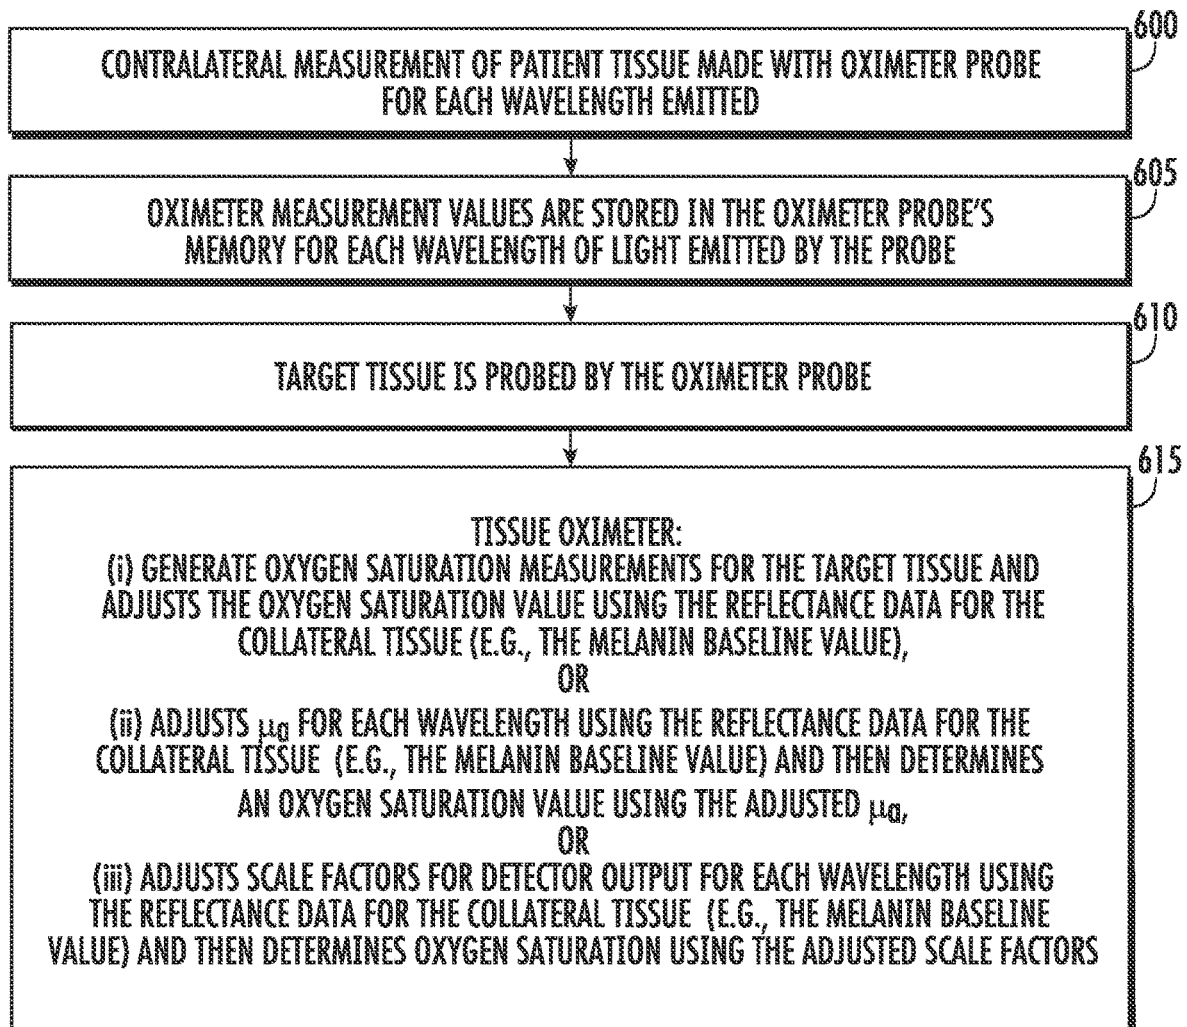 600
CONTRALATERAL MEASUREMENT OF PATIENT TISSUE MADE WITH OXIMETER PROBE
FOR EACH WAVELENGTH EMITTED
605
OXIMETER MEASUREMENT VALUES ARE STORED IN THE OXIMETER PROBE'S
MEMORY FOR EACH WAVELENGTH OF LIGHT EMITTED BY THE PROBE
610
TARGET TISSUE IS PROBED BY THE OXIMETER PROBE
615
TISSUE OXIMETER:
(i) GENERATE OXYGEN SATURATION MEASUREMENTS FOR THE TARGET TISSUE AND
ADJUSTS THE OXYGEN SATURATION VALUE USING THE REFLECTANCE DATA FOR THE
COLLATERAL TISSUE (E.G., THE MELANIN BASELINE VALUE),
OR
(ii) ADJUSTS μa FOR EACH WAVELENGTH USING THE REFLECTANCE DATA FOR THE
COLLATERAL TISSUE (E.G., THE MELANIN BASELINE VALUE) AND THEN DETERMINES
AN OXYGEN SATURATION VALUE USING THE ADJUSTED μa,
OR
(iii) ADJUSTS SCALE FACTORS FOR DETECTOR OUTPUT FOR EACH WAVELENGTH USING
THE REFLECTANCE DATA FOR THE COLLATERAL TISSUE (E.G., THE MELANIN BASELINE
VALUE) AND THEN DETERMINES OXYGEN SATURATION USING THE ADJUSTED SCALE FACTORS